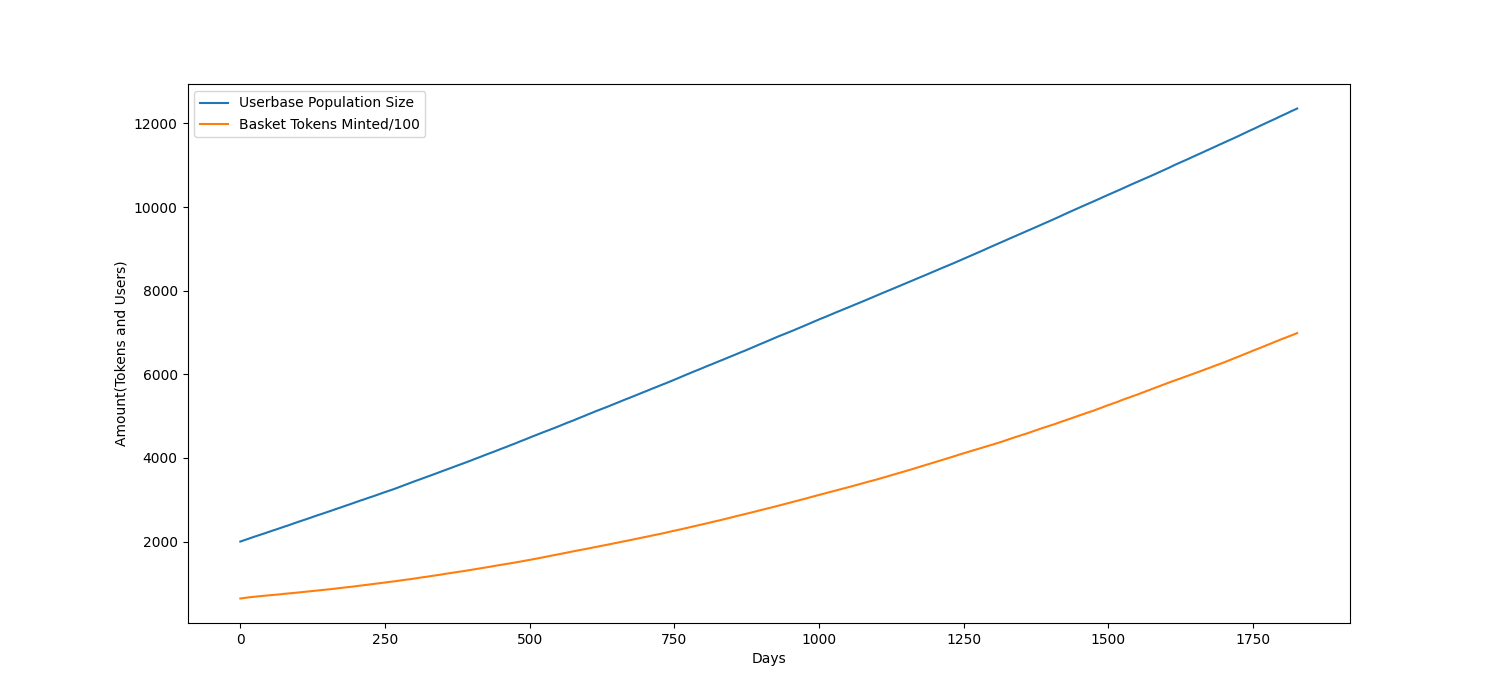 Userbase Population Size
Basket Tokens Minted/100
12000
10000
8000
6000
4000
2000
Amount(Tokens and Users)
0 250 500 750 1000 1250 1500 1750
Days